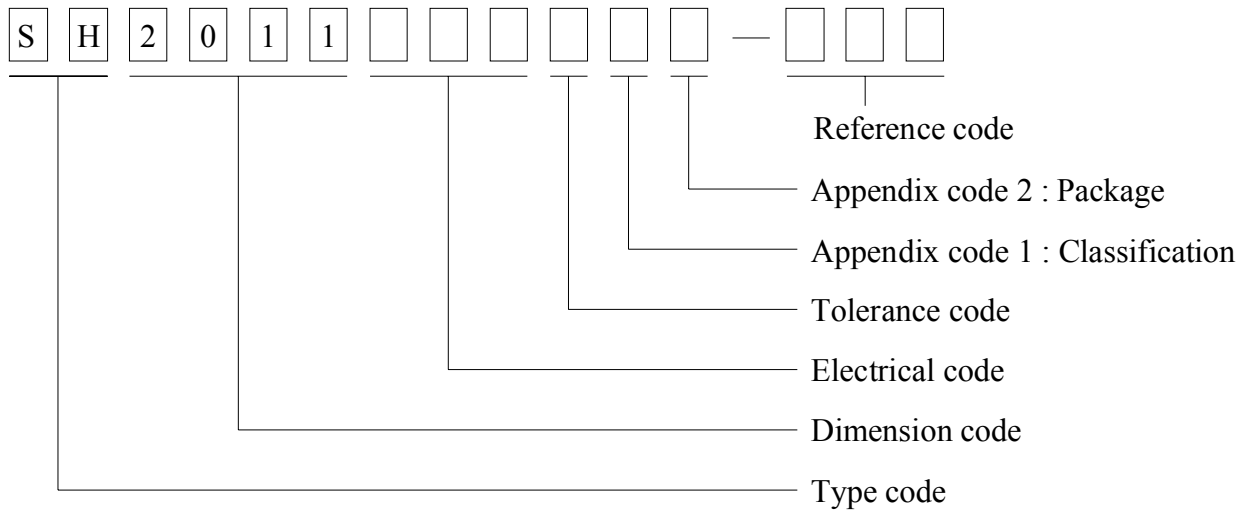 S H 2 0 1 1 —
Reference code
Appendix code 2 : Package
Appendix code 1 : Classification
Tolerance code
Electrical code
Dimension code
Type code